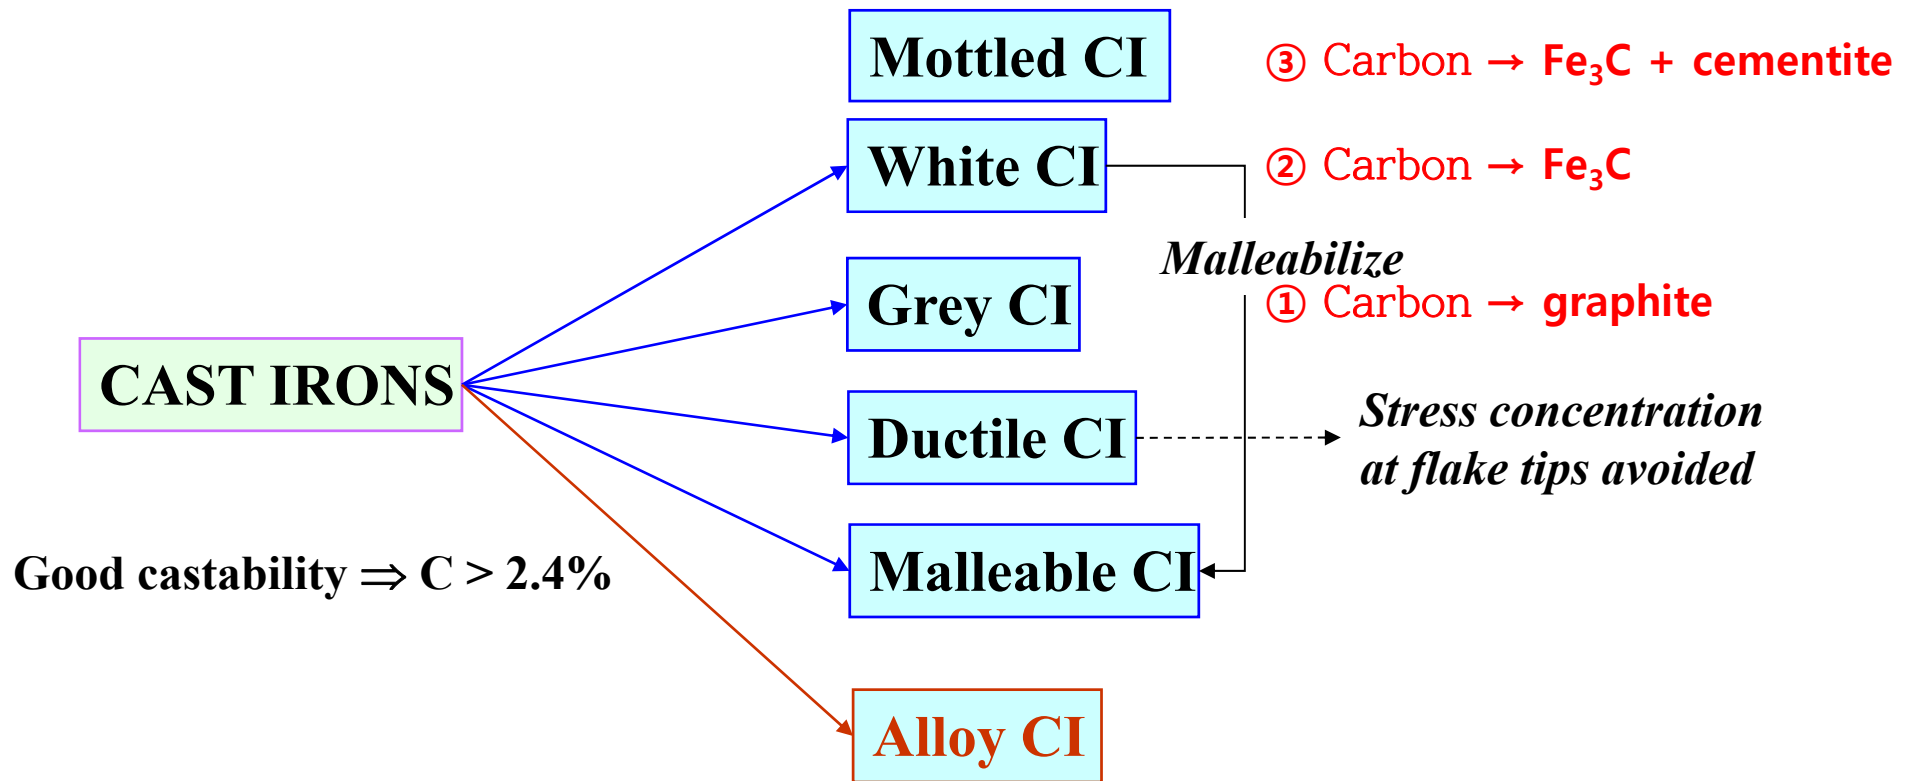 Mottled CI
③ Carbon → Fe₃C + cementite
White CI
② Carbon → Fe₃C
Malleabilize
Grey CI
① Carbon → graphite
CAST IRONS
Ductile CI
Stress concentration
at flake tips avoided
Good castability ⇒ C > 2.4%
Malleable CI
Alloy CI